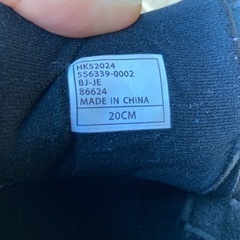 HK52024
556339-0002
BJ-JE
86624
MADE IN CHINA
20CM